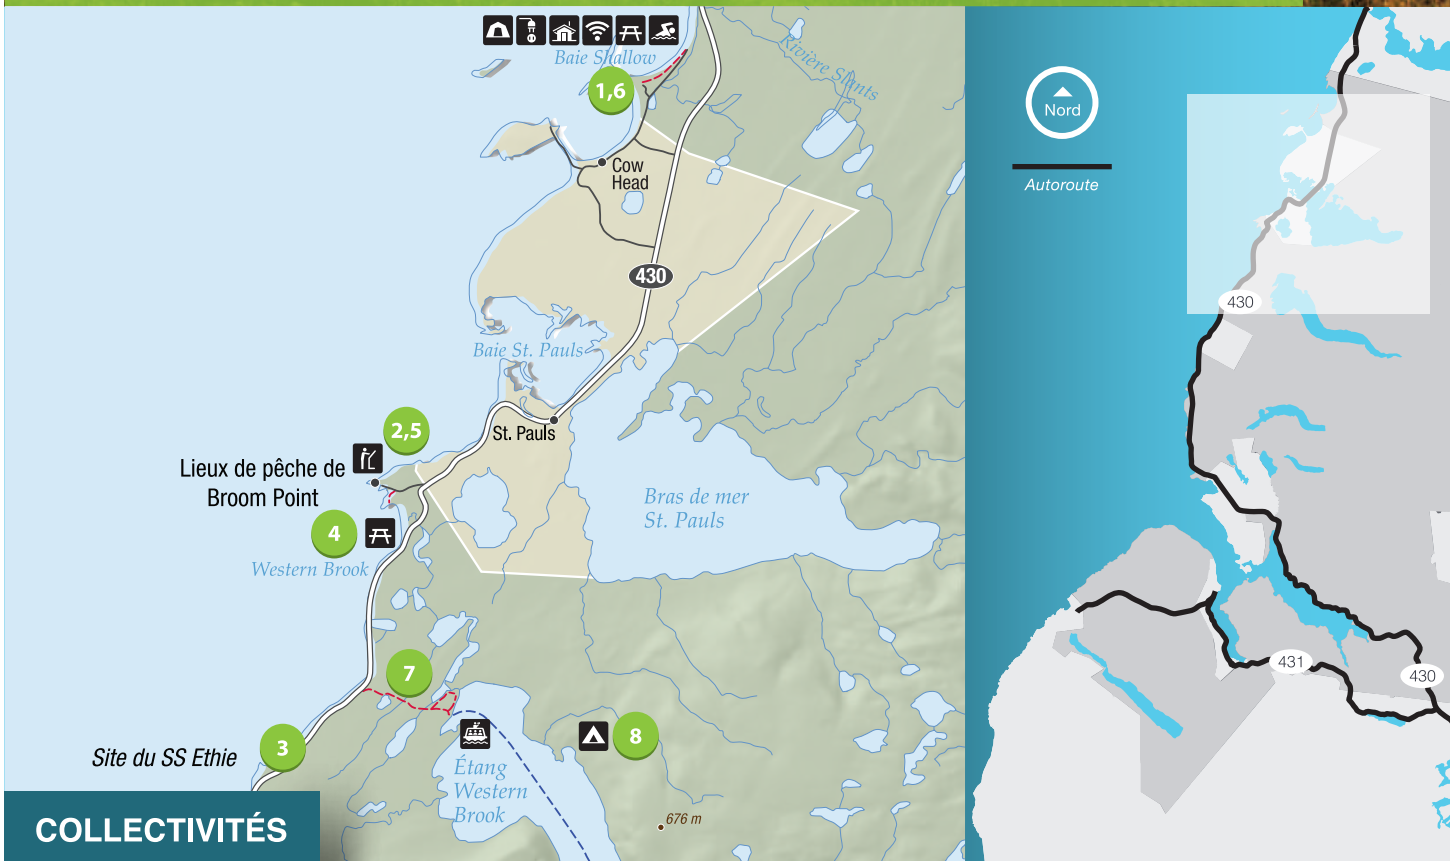 Baie Shallow
Rivière Slants
1,6
Cow
Head
430
Baie St. Pauls
2,5
St. Pauls
Lieux de pêche de
Broom Point
Bras de mer
St. Pauls
4
Western Brook
7
3
8
Site du SS Ethie
Étang
Western
Brook
676 m
COLLECTIVITÉS
Nord
Autoroute
430
431
430